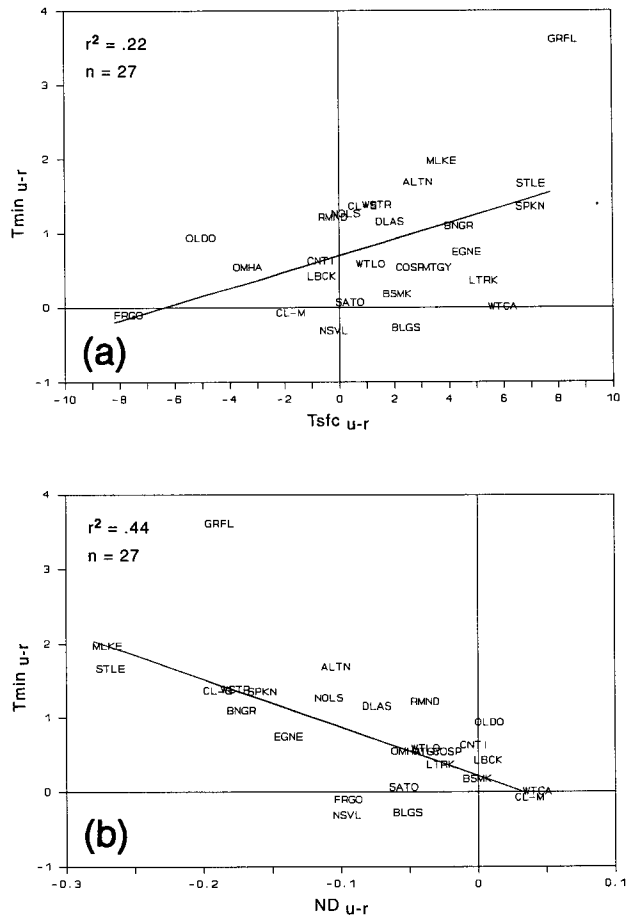 4
3
2
1
0
-1
Tmin u-r
r² = .22
n = 27
GRFL
MLKE
ALTN
STLE
SPKN
RMND
NOLS
DLAS
BNGR
OLDO
EGNE
OMHA
CNTI
WTLO
LBCK
LTRK
BSMK
SATO
WTCA
FRGO
CL-M
NSVL
BLGS
(a)
-10 -8 -6 -4 -2 0 2 4 6 8 10
Tsfc u-r
4
3
2
1
0
-1
Tmin u-r
r² = .44
n = 27
GRFL
MLKE
STLE
ALTN
SPKN
BNGR
NOLS
RMND
DLAS
EGNE
OLDO
CNTI
WTLO
LBCK
LTRK
BSMK
SATO
WTCA
CL-M
FRGO
NSVL
BLGS
(b)
-0.3 -0.2 -0.1 0 0.1
ND u-r